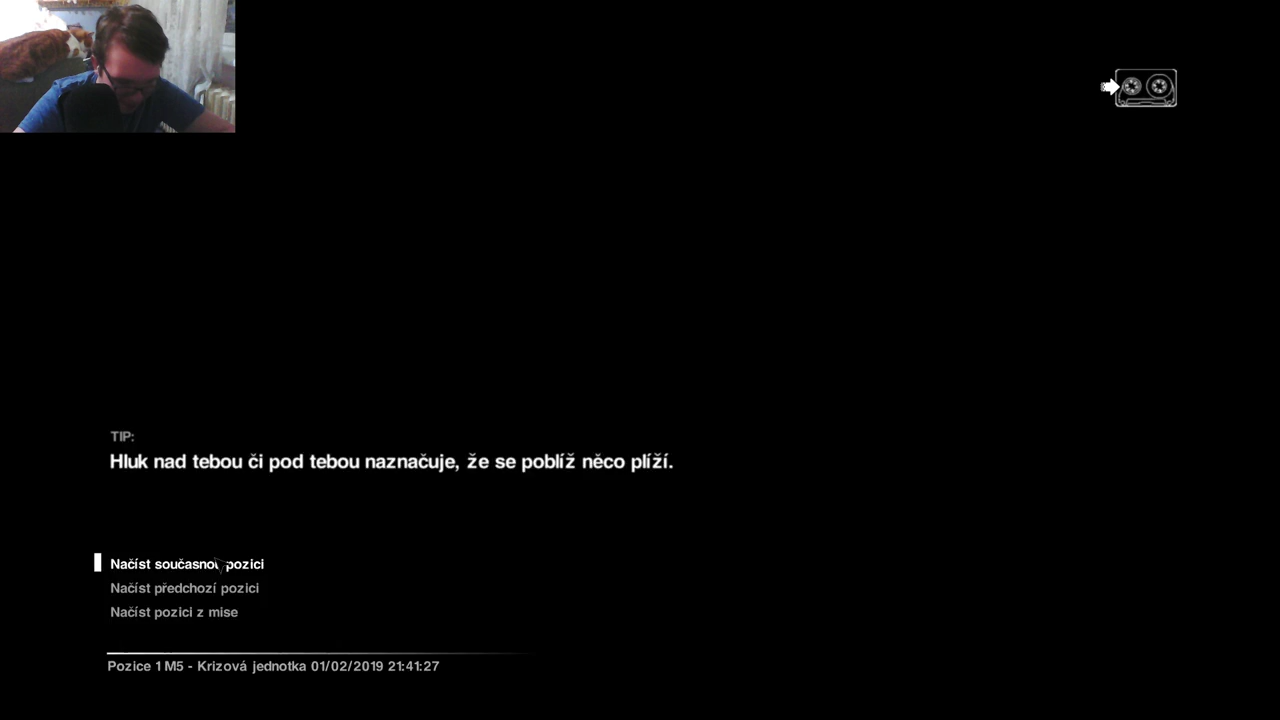 TIP:
Hluk nad tebou či pod tebou naznačuje, že se poblíž něco plíží.
Načíst současnou pozici
Načíst předchozí pozici
Načíst pozici z mise
Pozice 1 M5 - Krizová jednotka 01/02/2019 21:41:27